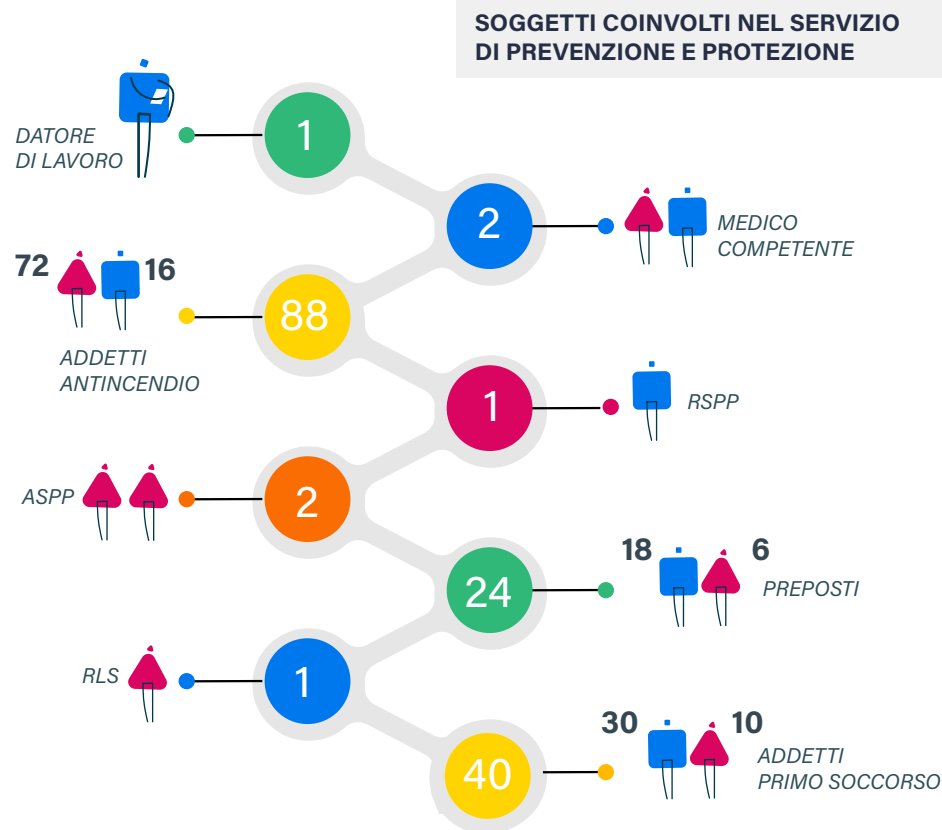 SOGGETTI COINVOLTI NEL SERVIZIO
DI PREVENZIONE E PROTEZIONE
1
DATORE
DI LAVORO
2
MEDICO
COMPETENTE
72
16
88
ADDETTI
ANTINCENDIO
1
RSPP
ASPP
2
18
6
24
PREPOSTI
RLS
1
30
10
40
ADDETTI
PRIMO SOCCORSO